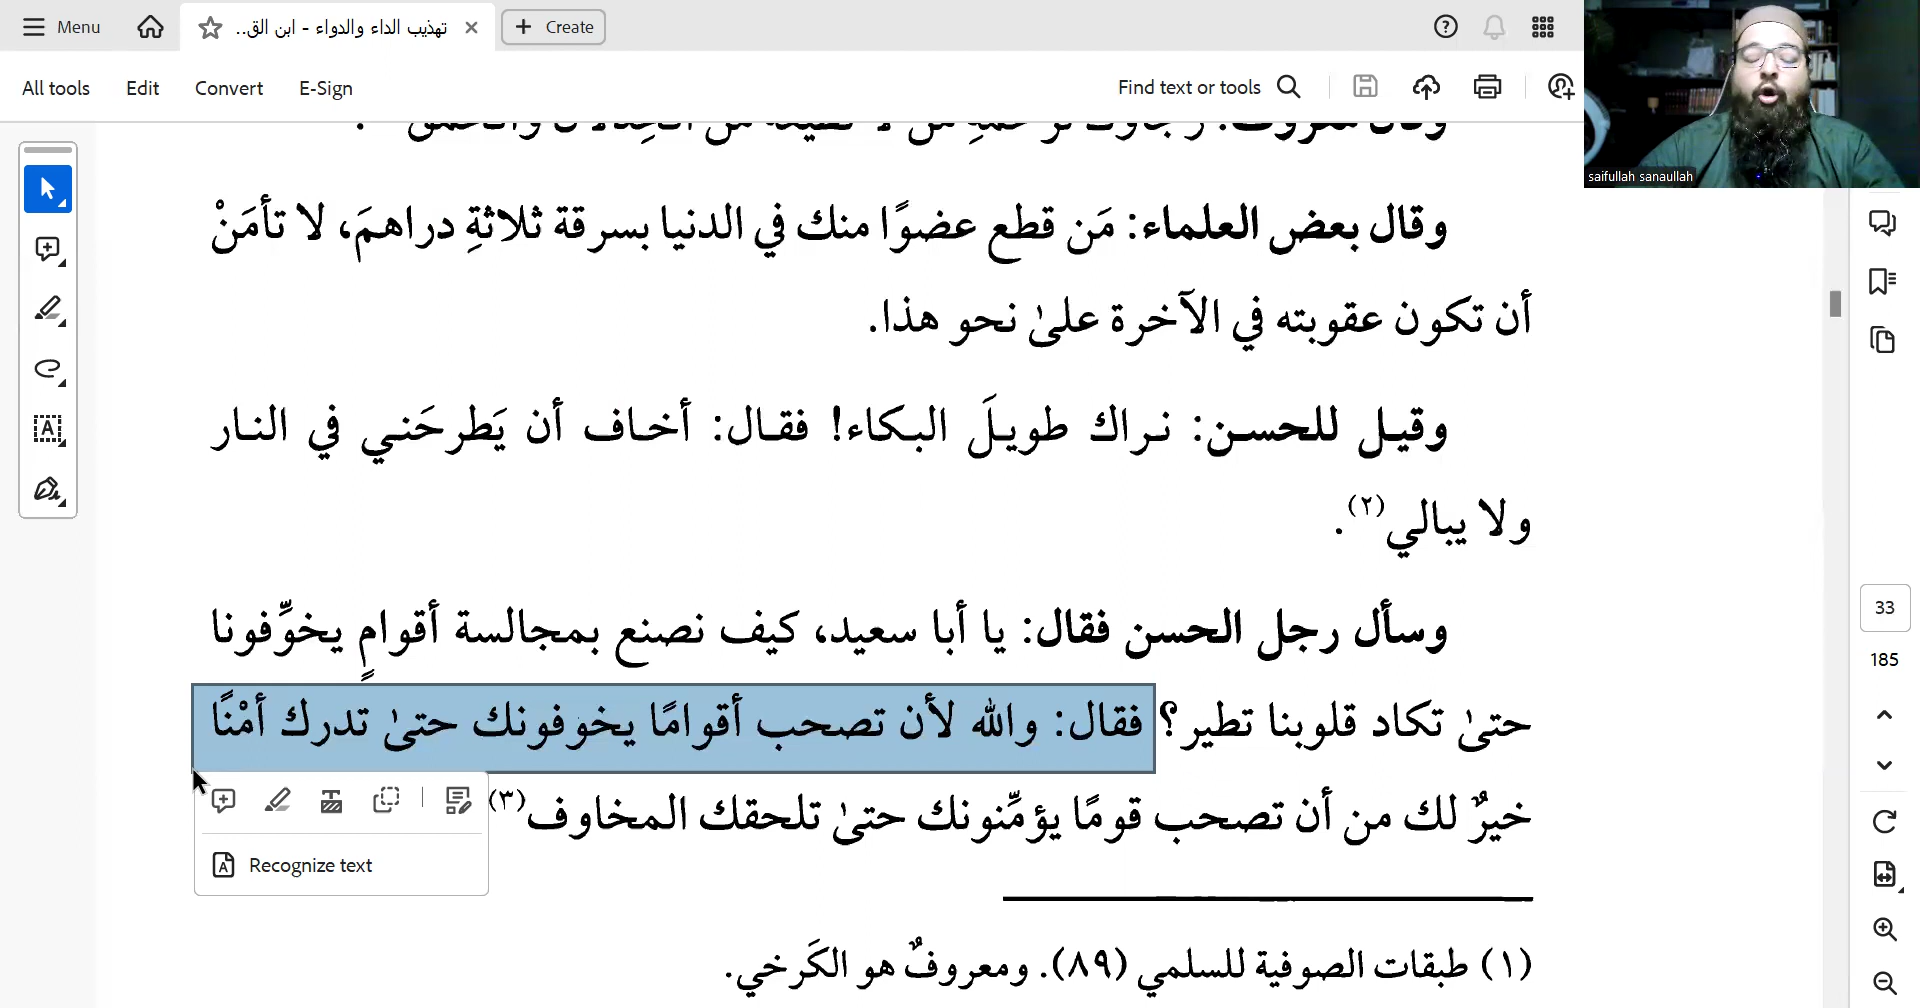 Menu
تهذيب الداء والدواء - ابن الق..
Create
All tools Edit Convert E-Sign
Find text or tools
saifullah sanaullah
وقال بعض العلماء: مَن قطع عضوًا منك في الدنيا بسرقة ثلاثةِ دراهمَ، لا تأمَنْ
أن تكون عقوبته في الآخرة علىٰ نحو هذا.
وقيل للحسن: نراك طويلَ البكاء! فقال: أخاف أن يَطرحَني في النار
ولا يبالي(٢).
وسأل رجل الحسن فقال: يا أبا سعيد، كيف نصنع بمجالسة أقوامٍ يخوِّفونا
حتىٰ تكاد قلوبنا تطير؟ فقال: والله لأن تصحب أقوامًا يخوفونك حتىٰ تدرك أمْنًا
خيرٌ لك من أن تصحب قومًا يؤمِّنونك حتىٰ تلحقك المخاوف(٣)
Recognize text
(١) طبقات الصوفية للسلمي (٨٩). ومعروفٌ هو الكَرخي.
33
185